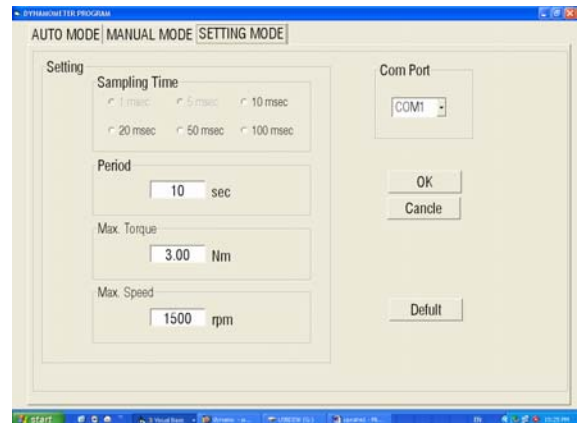 DYNAMOMETER PROGRAM
AUTO MODE MANUAL MODE SETTING MODE
Setting
Sampling Time
1 msec 5 msec 10 msec
20 msec 50 msec 100 msec
Period
10 sec
Max. Torque
3.00 Nm
Max. Speed
1500 rpm
Com Port
COM1
OK
Cancle
Defult
start
EN